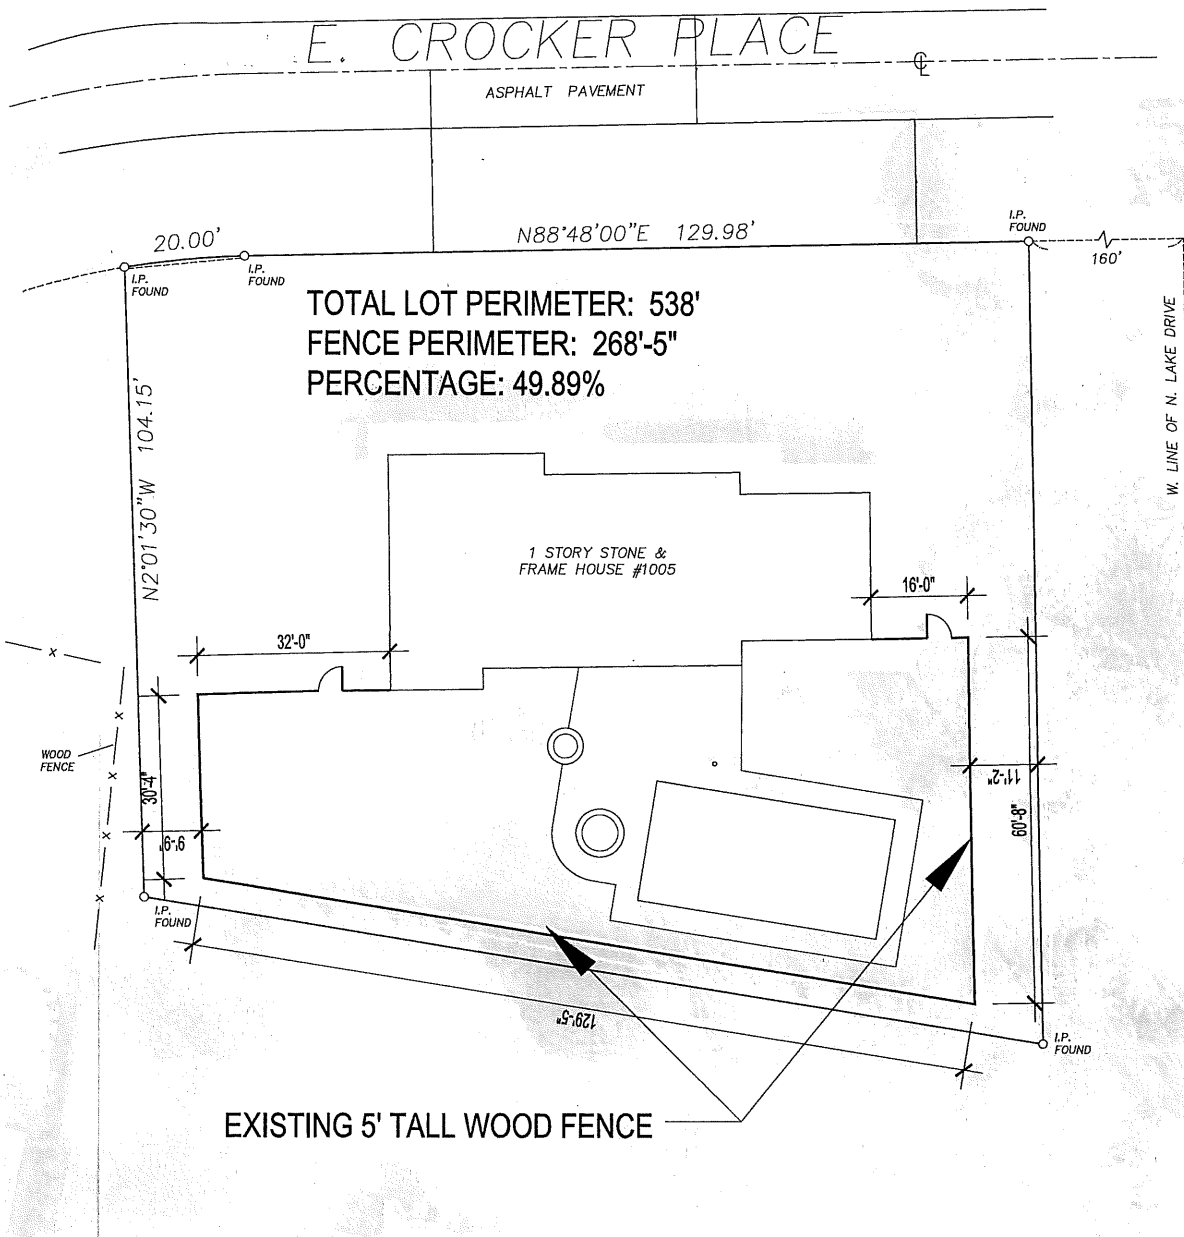 E. CROCKER PLACE
℄
ASPHALT PAVEMENT
20.00'
N88°48'00"E 129.98'
I.P.
FOUND
160'
I.P.
FOUND
I.P.
FOUND
TOTAL LOT PERIMETER: 538'
FENCE PERIMETER: 268'-5"
PERCENTAGE: 49.89%
W. LINE OF N. LAKE DRIVE
N2°01'30"W 104.15'
1 STORY STONE &
FRAME HOUSE #1005
16'-0"
32'-0"
x
x
WOOD
FENCE
x
x
x
30'-4"
9'-9"
11'-2"
60'-8"
I.P.
FOUND
129'-5"
I.P.
FOUND
EXISTING 5' TALL WOOD FENCE